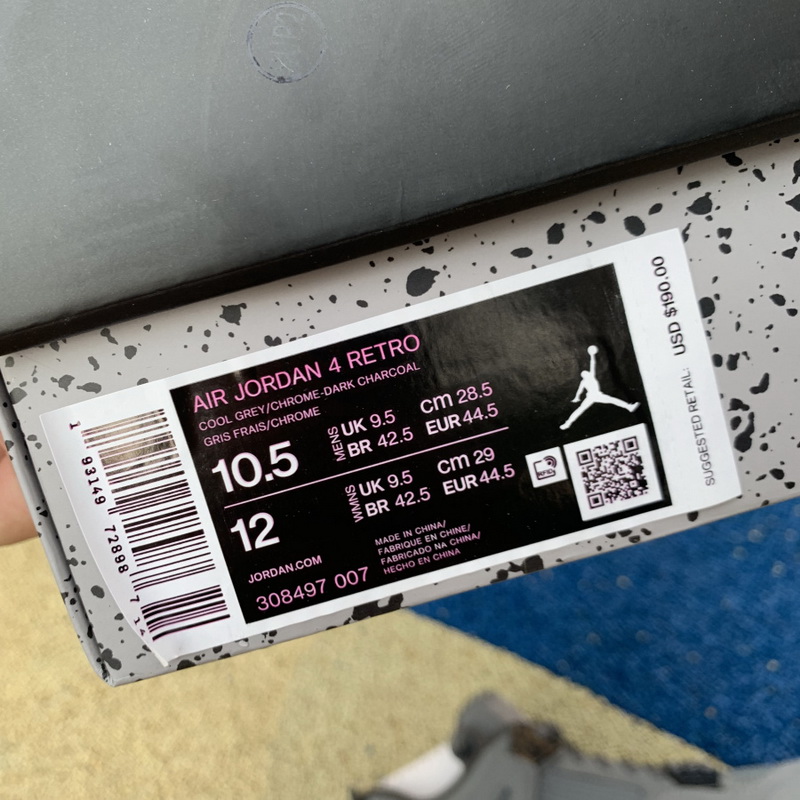 21P2
AIR JORDAN 4 RETRO
COOL GREY/CHROME-DARK CHARCOAL
GRIS FRAIS/CHROME
10.5
MENS
UK 9.5
BR 42.5
cm 28.5
EUR 44.5
12
WMNS
UK 9.5
BR 42.5
cm 29
EUR 44.5
JORDAN.COM
MADE IN CHINA/
FABRIQUE EN CHINE/
FABRICADO NA CHINA/
HECHO EN CHINA
308497 007
1 93149 72898 7 14
SUGGESTED RETAIL: USD $190.00